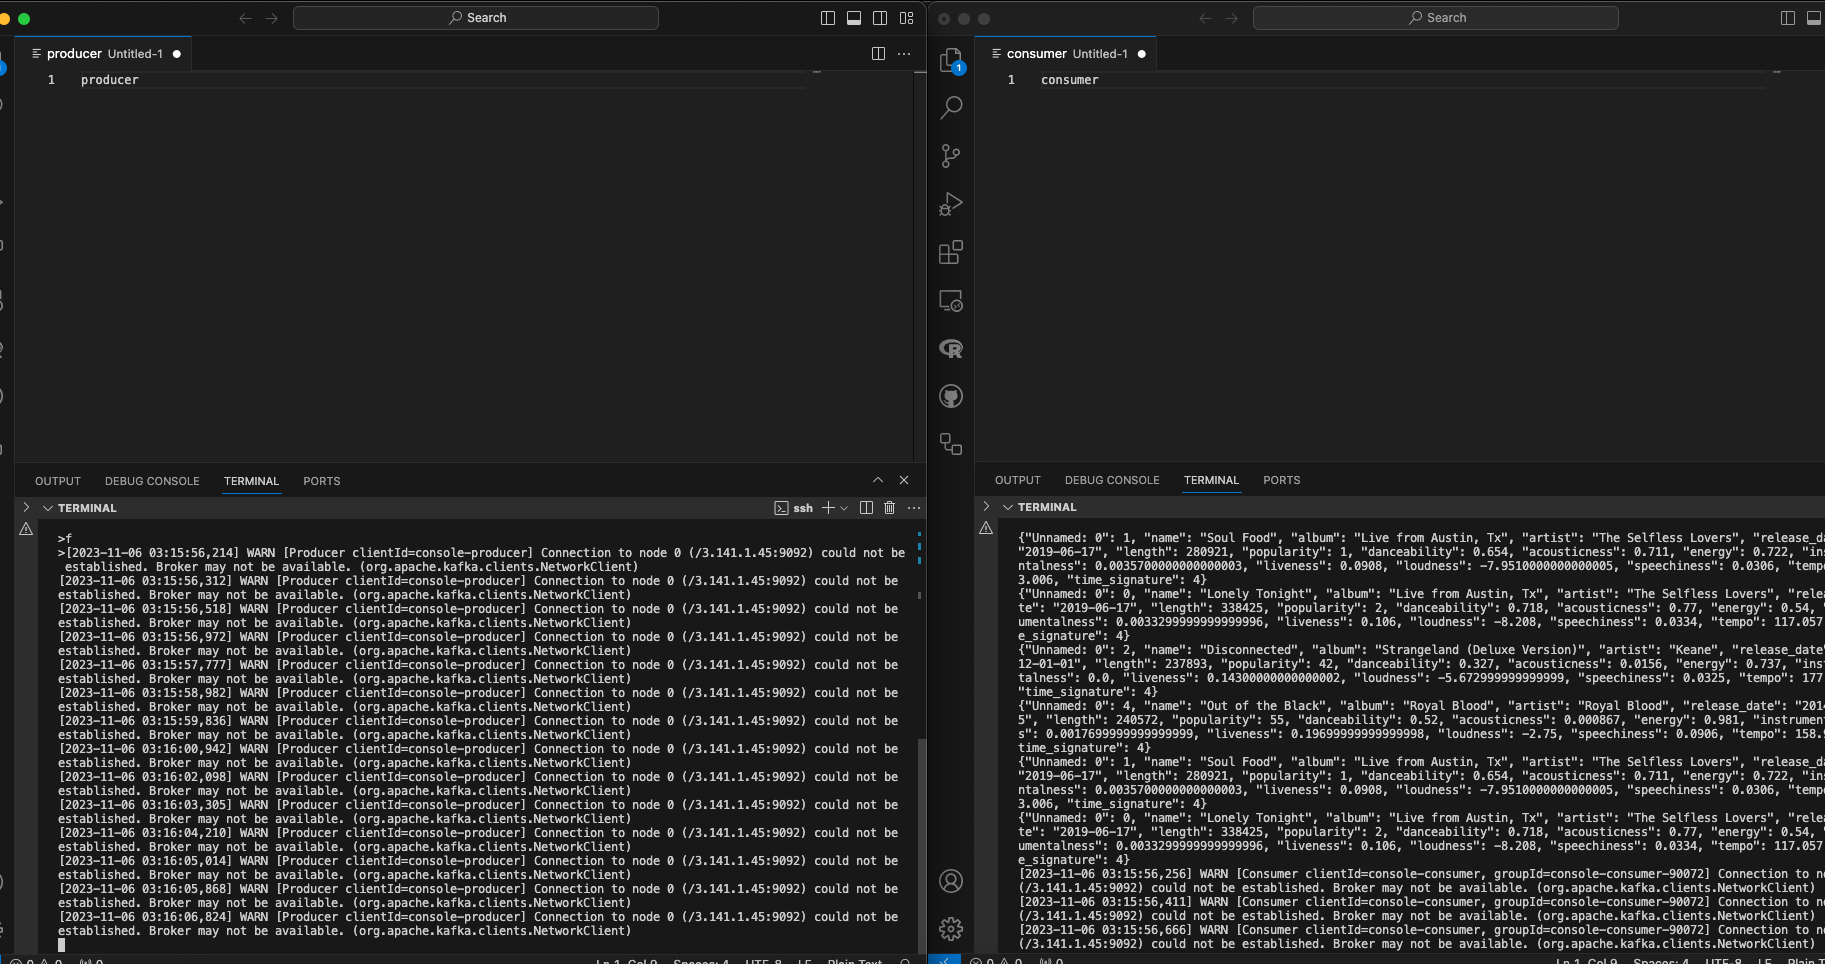 Search
producer Untitled-1
1 producer
OUTPUT DEBUG CONSOLE TERMINAL PORTS
TERMINAL
ssh
>f
>[2023-11-06 03:15:56,214] WARN [Producer clientId=console-producer] Connection to node 0 (/3.141.1.45:9092) could not be
established. Broker may not be available. (org.apache.kafka.clients.NetworkClient)
[2023-11-06 03:15:56,312] WARN [Producer clientId=console-producer] Connection to node 0 (/3.141.1.45:9092) could not be
established. Broker may not be available. (org.apache.kafka.clients.NetworkClient)
[2023-11-06 03:15:56,518] WARN [Producer clientId=console-producer] Connection to node 0 (/3.141.1.45:9092) could not be
established. Broker may not be available. (org.apache.kafka.clients.NetworkClient)
[2023-11-06 03:15:56,972] WARN [Producer clientId=console-producer] Connection to node 0 (/3.141.1.45:9092) could not be
established. Broker may not be available. (org.apache.kafka.clients.NetworkClient)
[2023-11-06 03:15:57,777] WARN [Producer clientId=console-producer] Connection to node 0 (/3.141.1.45:9092) could not be
established. Broker may not be available. (org.apache.kafka.clients.NetworkClient)
[2023-11-06 03:15:58,982] WARN [Producer clientId=console-producer] Connection to node 0 (/3.141.1.45:9092) could not be
established. Broker may not be available. (org.apache.kafka.clients.NetworkClient)
[2023-11-06 03:15:59,836] WARN [Producer clientId=console-producer] Connection to node 0 (/3.141.1.45:9092) could not be
established. Broker may not be available. (org.apache.kafka.clients.NetworkClient)
[2023-11-06 03:16:00,942] WARN [Producer clientId=console-producer] Connection to node 0 (/3.141.1.45:9092) could not be
established. Broker may not be available. (org.apache.kafka.clients.NetworkClient)
[2023-11-06 03:16:02,098] WARN [Producer clientId=console-producer] Connection to node 0 (/3.141.1.45:9092) could not be
established. Broker may not be available. (org.apache.kafka.clients.NetworkClient)
[2023-11-06 03:16:03,305] WARN [Producer clientId=console-producer] Connection to node 0 (/3.141.1.45:9092) could not be
established. Broker may not be available. (org.apache.kafka.clients.NetworkClient)
[2023-11-06 03:16:04,210] WARN [Producer clientId=console-producer] Connection to node 0 (/3.141.1.45:9092) could not be
established. Broker may not be available. (org.apache.kafka.clients.NetworkClient)
[2023-11-06 03:16:05,014] WARN [Producer clientId=console-producer] Connection to node 0 (/3.141.1.45:9092) could not be
established. Broker may not be available. (org.apache.kafka.clients.NetworkClient)
[2023-11-06 03:16:05,868] WARN [Producer clientId=console-producer] Connection to node 0 (/3.141.1.45:9092) could not be
established. Broker may not be available. (org.apache.kafka.clients.NetworkClient)
[2023-11-06 03:16:06,824] WARN [Producer clientId=console-producer] Connection to node 0 (/3.141.1.45:9092) could not be
established. Broker may not be available. (org.apache.kafka.clients.NetworkClient)
0 0 0
Ln 1, Col 9 Spaces: 4 UTF-8 LF Plain Text
Search
1
consumer Untitled-1
1 consumer
OUTPUT DEBUG CONSOLE TERMINAL PORTS
TERMINAL
{"Unnamed: 0": 1, "name": "Soul Food", "album": "Live from Austin, Tx", "artist": "The Selfless Lovers", "release_da
"2019-06-17", "length": 280921, "popularity": 1, "danceability": 0.654, "acousticness": 0.711, "energy": 0.722, "ins
ntalness": 0.0035700000000000003, "liveness": 0.0908, "loudness": -7.9510000000000005, "speechiness": 0.0306, "tempo
3.006, "time_signature": 4}
{"Unnamed: 0": 0, "name": "Lonely Tonight", "album": "Live from Austin, Tx", "artist": "The Selfless Lovers", "relea
te": "2019-06-17", "length": 338425, "popularity": 2, "danceability": 0.718, "acousticness": 0.77, "energy": 0.54, "
umentalness": 0.0033299999999999996, "liveness": 0.106, "loudness": -8.208, "speechiness": 0.0334, "tempo": 117.057
e_signature": 4}
{"Unnamed: 0": 2, "name": "Disconnected", "album": "Strangeland (Deluxe Version)", "artist": "Keane", "release_date"
12-01-01", "length": 237893, "popularity": 42, "danceability": 0.327, "acousticness": 0.0156, "energy": 0.737, "ins
talness": 0.0, "liveness": 0.14300000000000002, "loudness": -5.672999999999999, "speechiness": 0.0325, "tempo": 177
"time_signature": 4}
{"Unnamed: 0": 4, "name": "Out of the Black", "album": "Royal Blood", "artist": "Royal Blood", "release_date": "2014
5", "length": 240572, "popularity": 55, "danceability": 0.52, "acousticness": 0.000867, "energy": 0.981, "instrumen
s": 0.0017699999999999999, "liveness": 0.19699999999999998, "loudness": -2.75, "speechiness": 0.0906, "tempo": 158.9
time_signature": 4}
{"Unnamed: 0": 1, "name": "Soul Food", "album": "Live from Austin, Tx", "artist": "The Selfless Lovers", "release_da
"2019-06-17", "length": 280921, "popularity": 1, "danceability": 0.654, "acousticness": 0.711, "energy": 0.722, "ins
ntalness": 0.0035700000000000003, "liveness": 0.0908, "loudness": -7.9510000000000005, "speechiness": 0.0306, "tempo
3.006, "time_signature": 4}
{"Unnamed: 0": 0, "name": "Lonely Tonight", "album": "Live from Austin, Tx", "artist": "The Selfless Lovers", "relea
te": "2019-06-17", "length": 338425, "popularity": 2, "danceability": 0.718, "acousticness": 0.77, "energy": 0.54, "
umentalness": 0.0033299999999999996, "liveness": 0.106, "loudness": -8.208, "speechiness": 0.0334, "tempo": 117.057
e_signature": 4}
[2023-11-06 03:15:56,256] WARN [Consumer clientId=console-consumer, groupId=console-consumer-90072] Connection to no
(/3.141.1.45:9092) could not be established. Broker may not be available. (org.apache.kafka.clients.NetworkClient)
[2023-11-06 03:15:56,411] WARN [Consumer clientId=console-consumer, groupId=console-consumer-90072] Connection to no
(/3.141.1.45:9092) could not be established. Broker may not be available. (org.apache.kafka.clients.NetworkClient)
[2023-11-06 03:15:56,666] WARN [Consumer clientId=console-consumer, groupId=console-consumer-90072] Connection to no
(/3.141.1.45:9092) could not be established. Broker may not be available. (org.apache.kafka.clients.NetworkClient)
0 0 0
Ln 1, Col 9 Spaces: 4 UTF-8 LF Plain T